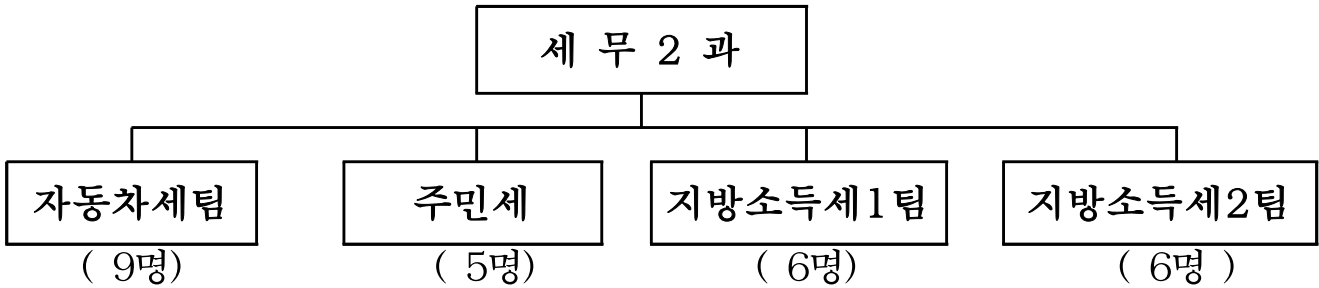 세 무 2 과
자동차세팀 주민세 지방소득세1팀 지방소득세2팀
( 9명) ( 5명) ( 6명) ( 6명 )